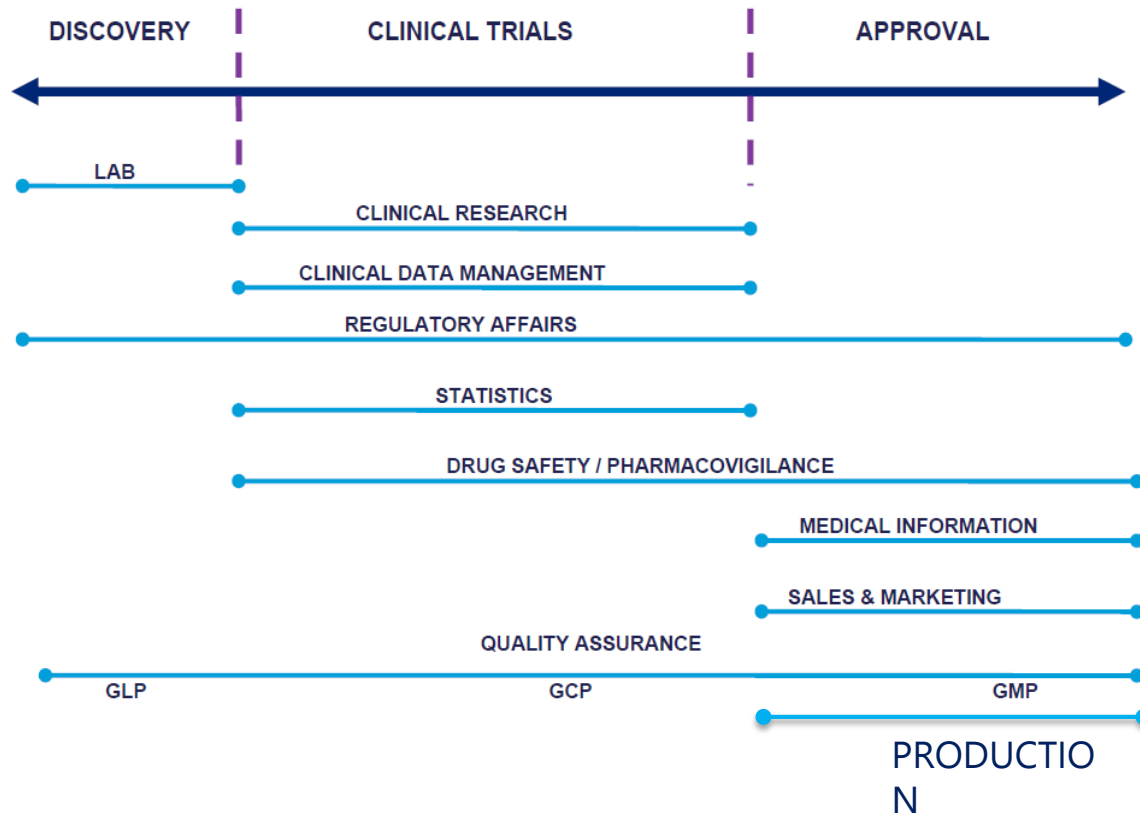 DISCOVERY CLINICAL TRIALS APPROVAL
LAB
CLINICAL RESEARCH
CLINICAL DATA MANAGEMENT
REGULATORY AFFAIRS
STATISTICS
DRUG SAFETY / PHARMACOVIGILANCE
MEDICAL INFORMATION
SALES & MARKETING
QUALITY ASSURANCE
GLP GCP GMP
PRODUCTIO
N